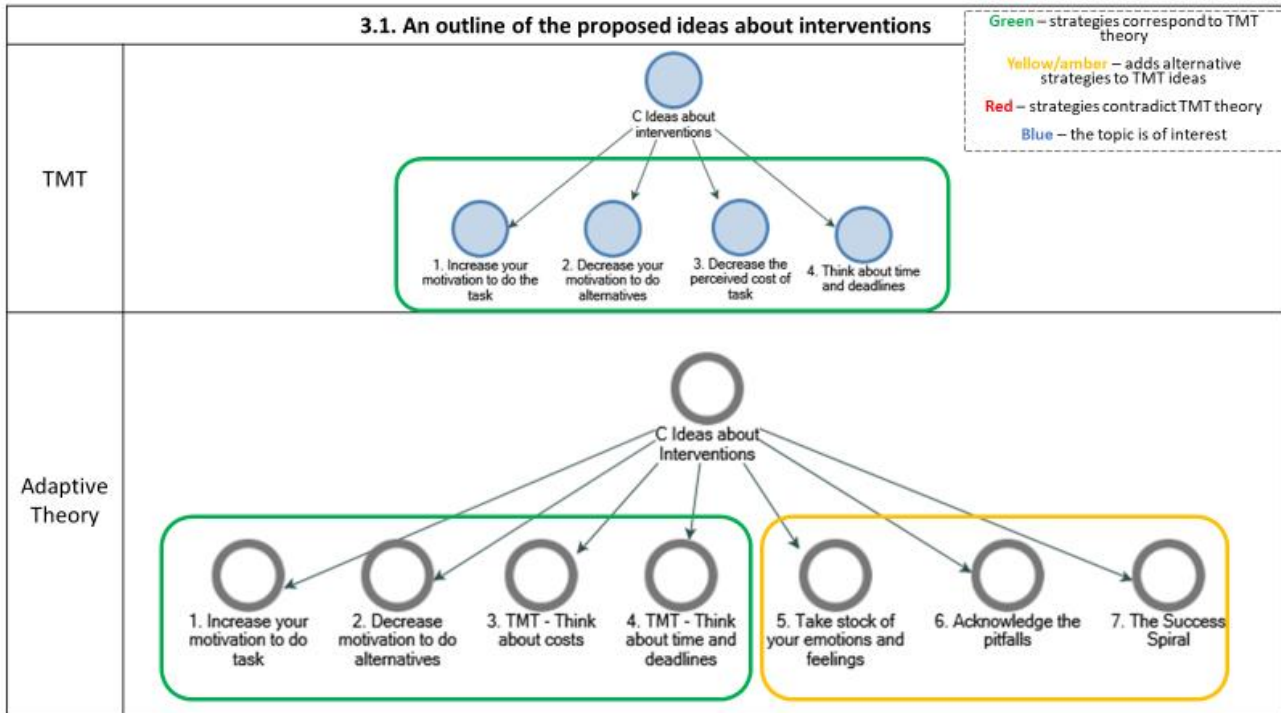 3.1. An outline of the proposed ideas about interventions
Green – strategies correspond to TMT
theory
Yellow/amber – adds alternative
strategies to TMT ideas
Red – strategies contradict TMT theory
Blue – the topic is of interest
TMT
C Ideas about
interventions
1. Increase your
motivation to do the
task
2. Decrease your
motivation to do
alternatives
3. Decrease the
perceived cost of
task
4. Think about time
and deadlines
Adaptive
Theory
C Ideas about
Interventions
1. Increase your
motivation to do
task
2. Decrease
motivation to do
alternatives
3. TMT - Think
about costs
4. TMT - Think
about time and
deadlines
5. Take stock of
your emotions and
feelings
6. Acknowledge the
pitfalls
7. The Success
Spiral